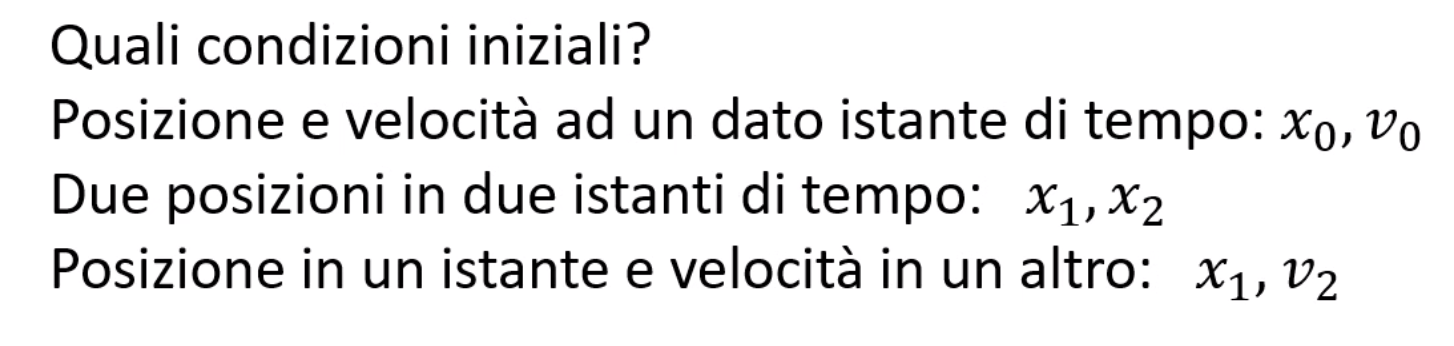 Quali condizioni iniziali?
Posizione e velocità ad un dato istante di tempo: x₀, v₀
Due posizioni in due istanti di tempo: x₁, x₂
Posizione in un istante e velocità in un altro: x₁, v₂